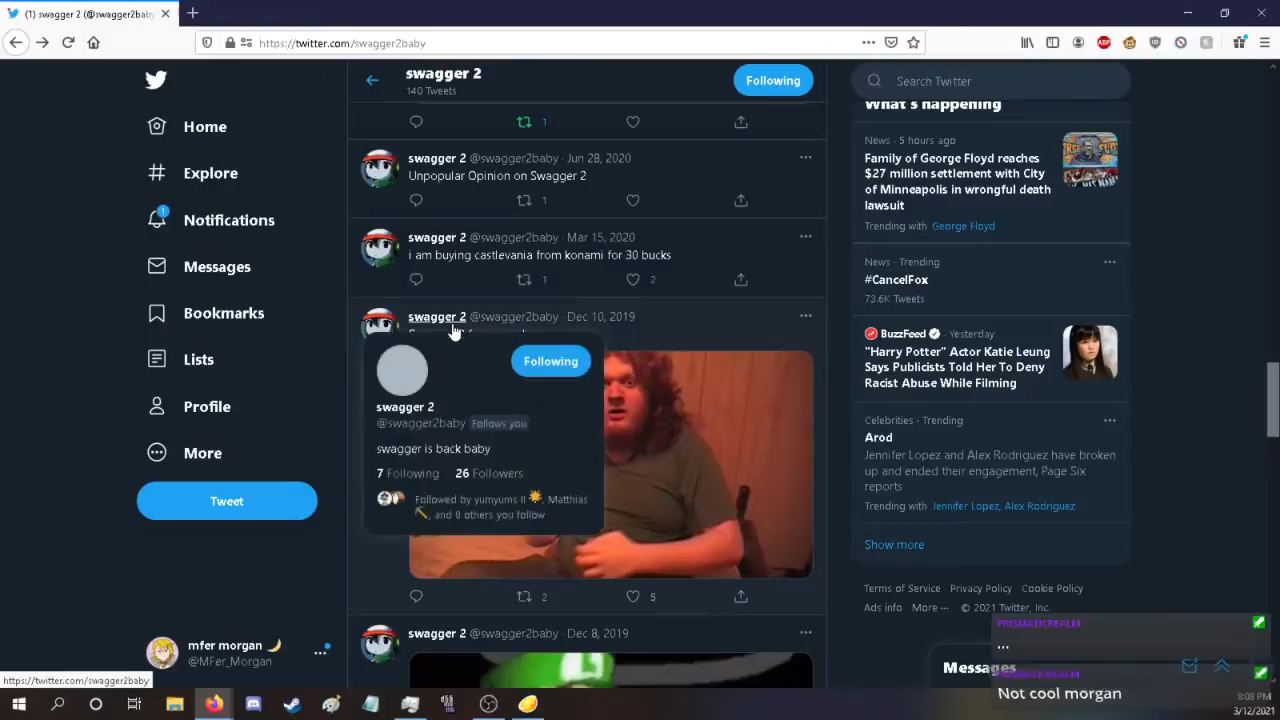 (1) swagger 2 (@swagger2baby
https://twitter.com/swagger2baby
swagger 2
140 Tweets
Following
Home
Explore
1
Notifications
Messages
Bookmarks
Lists
Profile
More
Tweet
mfer morgan 🌙
@MFer_Morgan
https://twitter.com/swagger2baby
1
swagger 2 @swagger2baby · Jun 28, 2020
Unpopular Opinion on Swagger 2
1
swagger 2 @swagger2baby · Mar 15, 2020
i am buying castlevania from konami for 30 bucks
1 2
swagger 2 @swagger2baby · Dec 10, 2019
Following
swagger 2
@swagger2baby Follows you
swagger is back baby
7 Following 26 Followers
Followed by yumyums II ☀️, Matthias
⛏️, and 8 others you follow
2 5
swagger 2 @swagger2baby · Dec 8, 2019
Search Twitter
What's happening
News · 5 hours ago
Family of George Floyd reaches
$27 million settlement with City
of Minneapolis in wrongful death
lawsuit
Trending with George Floyd
News · Trending
#CancelFox
73.6K Tweets
BuzzFeed · Yesterday
"Harry Potter" Actor Katie Leung
Says Publicists Told Her To Deny
Racist Abuse While Filming
Celebrities · Trending
Arod
Jennifer Lopez and Alex Rodriguez have broken
up and ended their engagement, Page Six
reports
Trending with Jennifer Lopez, Alex Rodriguez
Show more
Terms of Service Privacy Policy Cookie Policy
Ads info More ··· © 2021 Twitter, Inc.
PRISMATICREALM
...
Messages
PRISMATICREALM
Not cool morgan
8:08 PM
3/12/2021